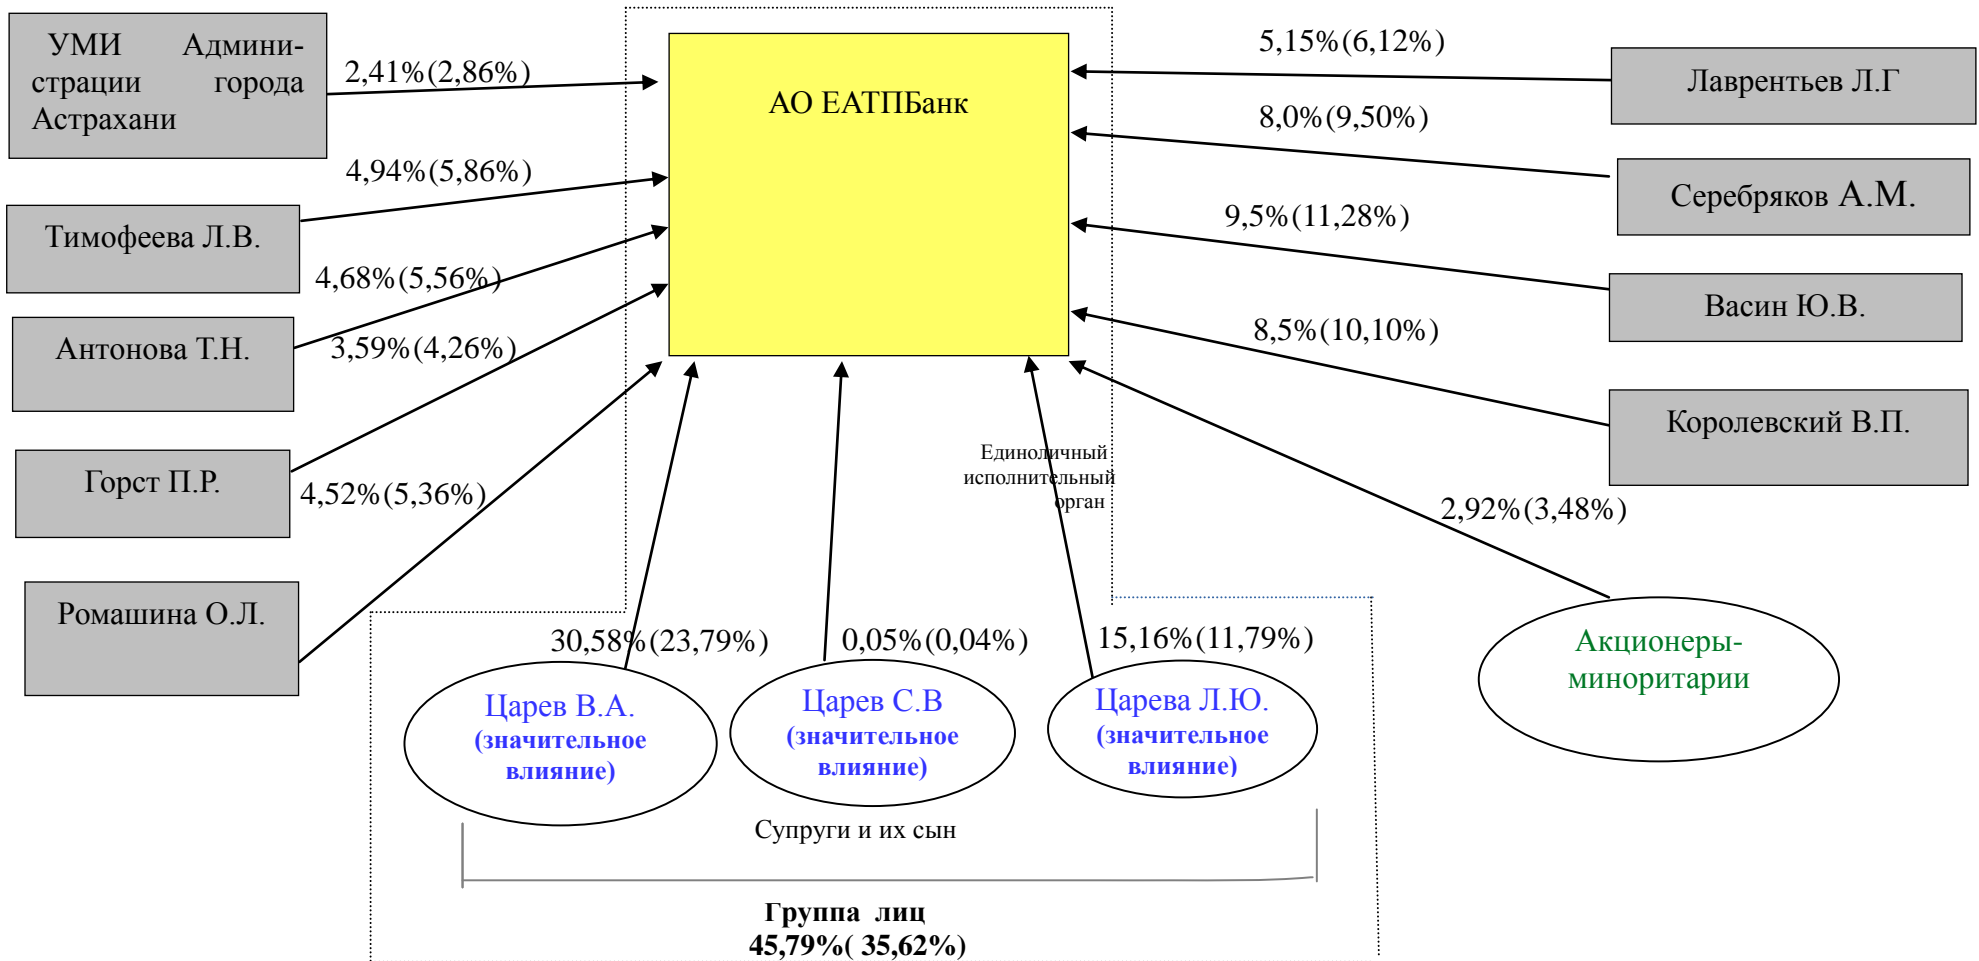 УМИ Админи-
страции города
Астрахани
2,41%(2,86%)
АО ЕАТПБанк
5,15%(6,12%)
Лаврентьев Л.Г
8,0%(9,50%)
4,94%(5,86%)
Серебряков А.М.
Тимофеева Л.В.
9,5%(11,28%)
4,68%(5,56%)
Васин Ю.В.
Антонова Т.Н.
3,59%(4,26%)
8,5%(10,10%)
Королевский В.П.
Горст П.Р.
4,52%(5,36%)
Единоличный
исполнительный
орган
2,92%(3,48%)
Ромашина О.Л.
30,58%(23,79%)
0,05%(0,04%)
15,16%(11,79%)
Акционеры-
миноритарии
Царев В.А.
(значительное
влияние)
Царев С.В
(значительное
влияние)
Царева Л.Ю.
(значительное
влияние)
Супруги и их сын
Группа лиц
45,79%( 35,62%)